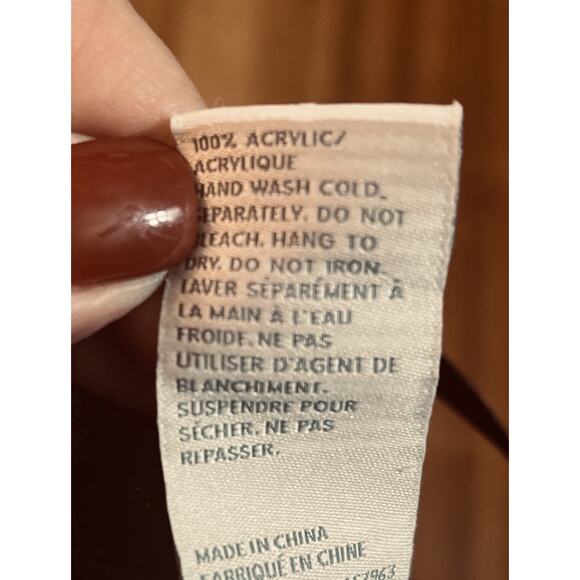 100% ACRYLIC/
ACRYLIQUE
HAND WASH COLD.
SEPARATELY. DO NOT
BLEACH. HANG TO
DRY. DO NOT IRON.
LAVER SÉPARÉMENT À
LA MAIN À L'EAU
FROIDE. NE PAS
UTILISER D'AGENT DE
BLANCHIMENT.
SUSPENDRE POUR
SÉCHER. NE PAS
REPASSER.
MADE IN CHINA
FABRIQUÉ EN CHINE